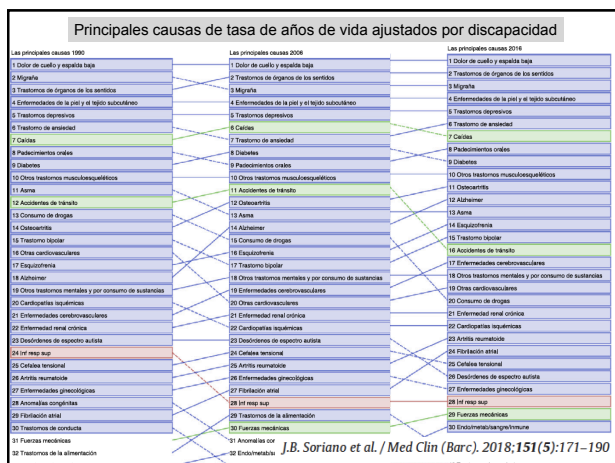 Principales causas de tasa de años de vida ajustados por discapacidad
Las principales causas 1990
1 Dolor de cuello y espalda baja
2 Migraña
3 Trastornos de órganos de los sentidos
4 Enfermedades de la piel y el tejido subcutáneo
5 Trastornos depresivos
6 Trastorno de ansiedad
7 Caídas
8 Padecimientos orales
9 Diabetes
10 Otros trastornos musculoesqueléticos
11 Asma
12 Accidentes de tránsito
13 Consumo de drogas
14 Osteoartritis
15 Trastorno bipolar
16 Otras cardiovasculares
17 Esquizofrenia
18 Alzheimer
19 Otros trastornos mentales y por consumo de sustancias
20 Cardiopatías isquémicas
21 Enfermedades cerebrovasculares
22 Enfermedad renal crónica
23 Desórdenes de espectro autista
24 Inf resp sup
25 Cefalea tensional
26 Artritis reumatoide
27 Enfermedades ginecológicas
28 Anomalías congénitas
29 Fibrilación atrial
30 Trastornos de conducta
31 Fuerzas mecánicas
32 Trastornos de la alimentación
Las principales causas 2006
1 Dolor de cuello y espalda baja
2 Trastornos de órganos de los sentidos
3 Migraña
4 Enfermedades de la piel y el tejido subcutáneo
5 Trastornos depresivos
6 Caídas
7 Trastorno de ansiedad
8 Diabetes
9 Padecimientos orales
10 Otros trastornos musculoesqueléticos
11 Accidentes de tránsito
12 Osteoartritis
13 Asma
14 Alzheimer
15 Consumo de drogas
16 Esquizofrenia
17 Trastorno bipolar
18 Otros trastornos mentales y por consumo de sustancias
19 Enfermedades cerebrovasculares
20 Otras cardiovasculares
21 Enfermedad renal crónica
22 Cardiopatías isquémicas
23 Desórdenes de espectro autista
24 Cefalea tensional
25 Artritis reumatoide
26 Enfermedades ginecológicas
27 Fibrilación atrial
28 Inf resp sup
29 Trastornos de la alimentación
30 Fuerzas mecánicas
31 Anomalías cor
32 Endo/metab/sa
Las principales causas 2016
1 Dolor de cuello y espalda baja
2 Trastornos de órganos de los sentidos
3 Migraña
4 Enfermedades de la piel y el tejido subcutáneo
5 Trastornos depresivos
6 Trastorno de ansiedad
7 Caídas
8 Padecimientos orales
9 Diabetes
10 Otros trastornos musculoesqueléticos
11 Osteoartritis
12 Alzheimer
13 Asma
14 Esquizofrenia
15 Trastorno bipolar
16 Accidentes de tránsito
17 Enfermedades cerebrovasculares
18 Otros trastornos mentales y por consumo de sustancias
19 Otras cardiovasculares
20 Consumo de drogas
21 Enfermedad renal crónica
22 Cardiopatías isquémicas
23 Artritis reumatoide
24 Fibrilación atrial
25 Cefalea tensional
26 Desórdenes de espectro autista
27 Enfermedades ginecológicas
28 Inf resp sup
29 Fuerzas mecánicas
30 Endo/metab/sangre/inmune
J.B. Soriano et al. / Med Clin (Barc). 2018;151(5):171–190